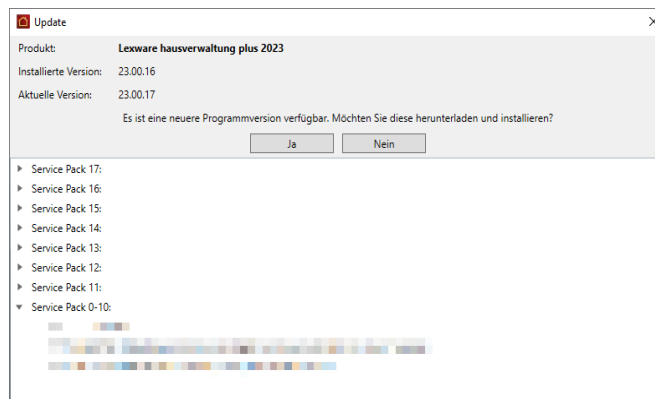 Update
Produkt: Lexware hausverwaltung plus 2023
Installierte Version: 23.00.16
Aktuelle Version: 23.00.17
Es ist eine neuere Programmversion verfügbar. Möchten Sie diese herunterladen und installieren?
Ja Nein
Service Pack 17:
Service Pack 16:
Service Pack 15:
Service Pack 14:
Service Pack 13:
Service Pack 12:
Service Pack 11:
Service Pack 0-10: